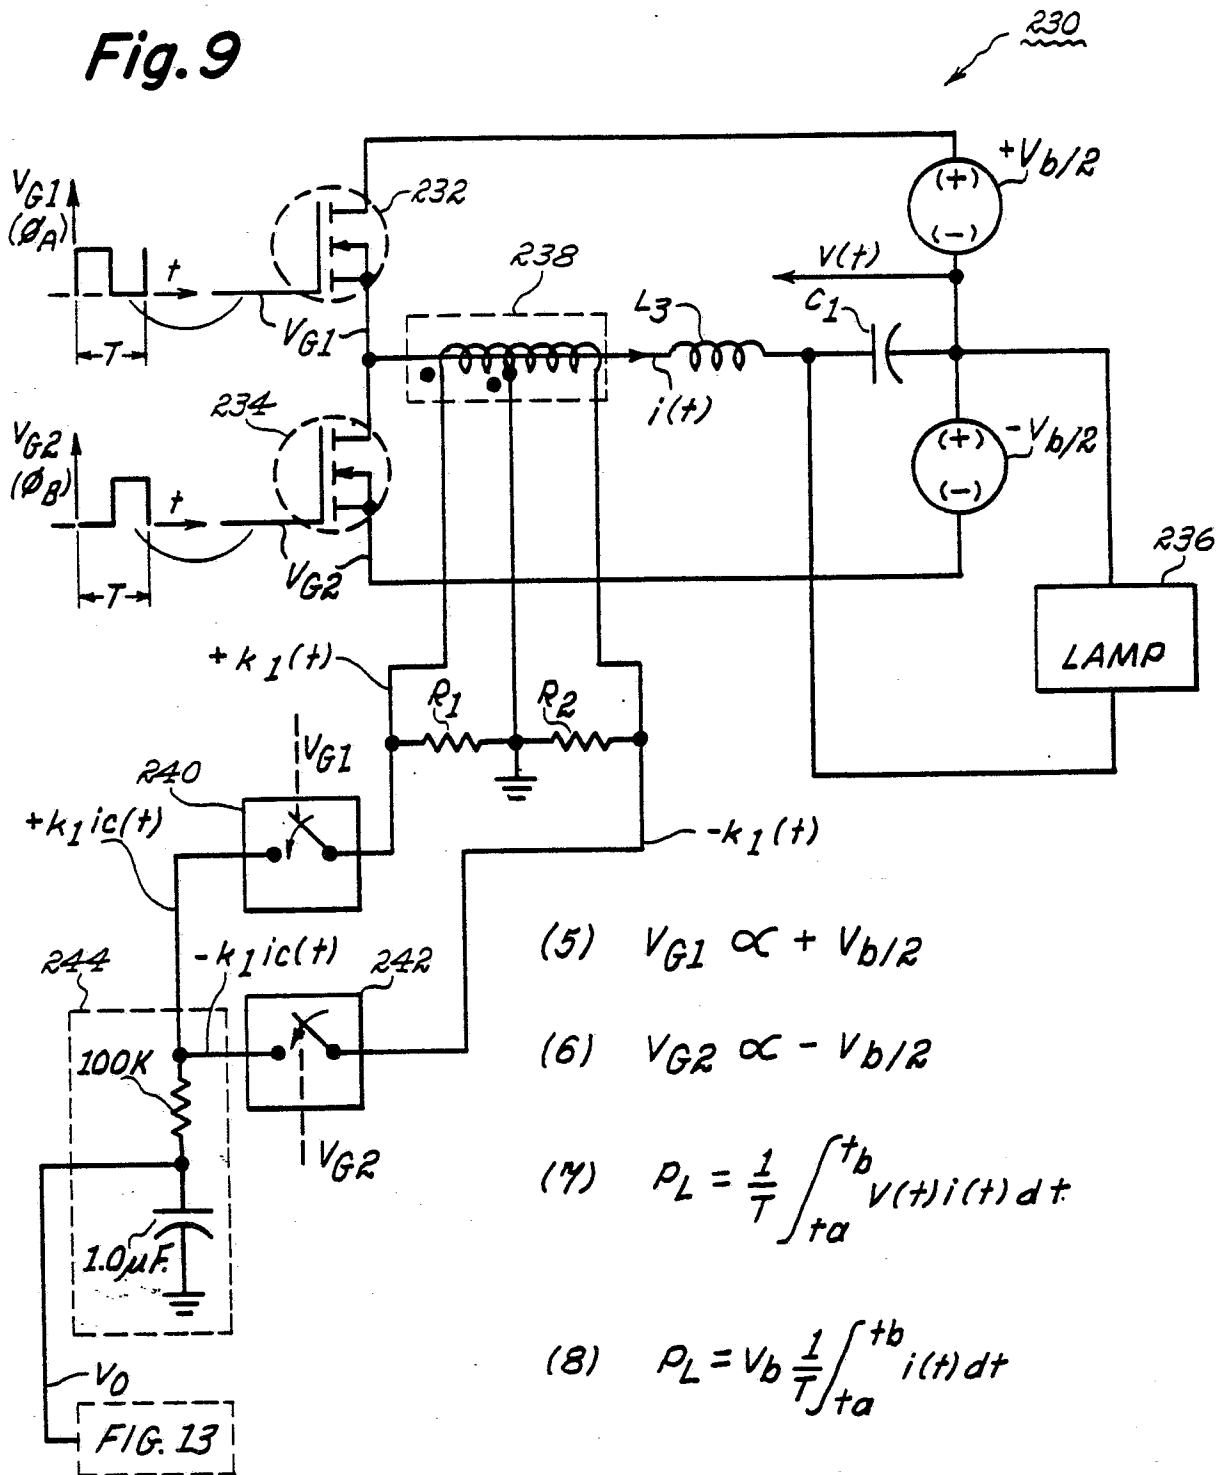 Fig. 9
230
+Vb/2
(+)
(-)
VG1
(ØA)
t
T
232
VG1
238
v(t)
C1
L3
i(t)
234
VG2
(ØB)
t
T
VG2
-Vb/2
(+)
(-)
236
LAMP
+k1(t)
R1
R2
VG1
240
+k1ic(t)
-k1(t)
244
-k1ic(t)
242
100K
VG2
1.0µF.
V0
FIG. 13
(5) VG1 ∝ + Vb/2
(6) VG2 ∝ - Vb/2
(7) PL = 1/T ∫ta^tb V(t)i(t)dt.
(8) PL = Vb 1/T ∫ta^tb i(t)dt